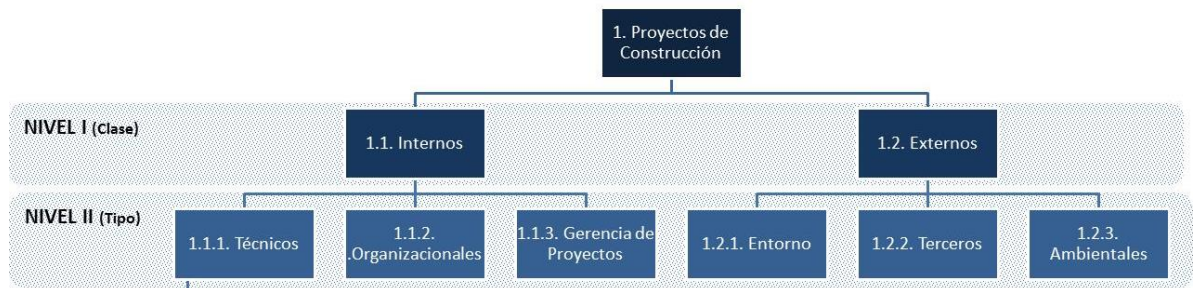 1. Proyectos de
Construcción
NIVEL I (Clase)
1.1. Internos
1.2. Externos
NIVEL II (Tipo)
1.1.1. Técnicos
1.1.2.
.Organizacionales
1.1.3. Gerencia de
Proyectos
1.2.1. Entorno
1.2.2. Terceros
1.2.3.
Ambientales